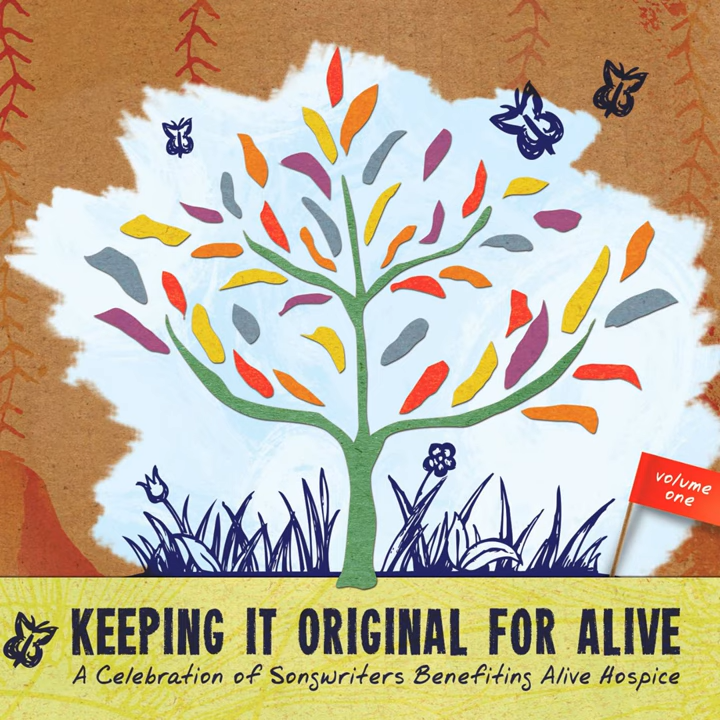 volume
one
KEEPING IT ORIGINAL FOR ALIVE
A Celebration of Songwriters Benefiting Alive Hospice